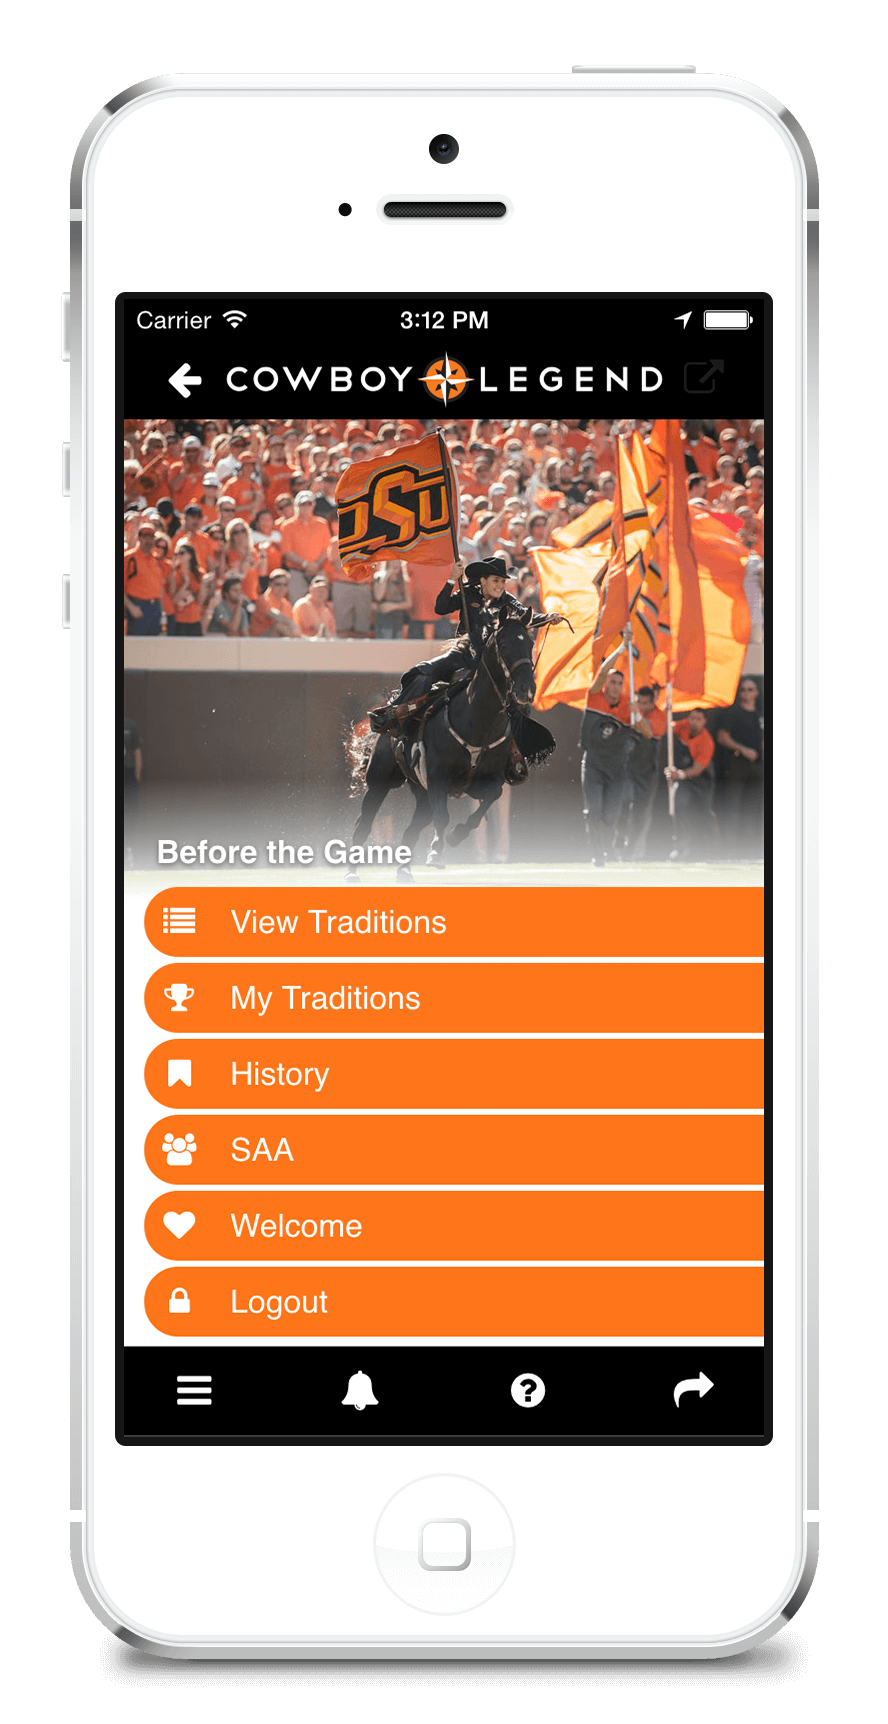 Carrier 3:12 PM
COWBOY LEGEND
OSU
Before the Game
View Traditions
My Traditions
History
SAA
Welcome
Logout